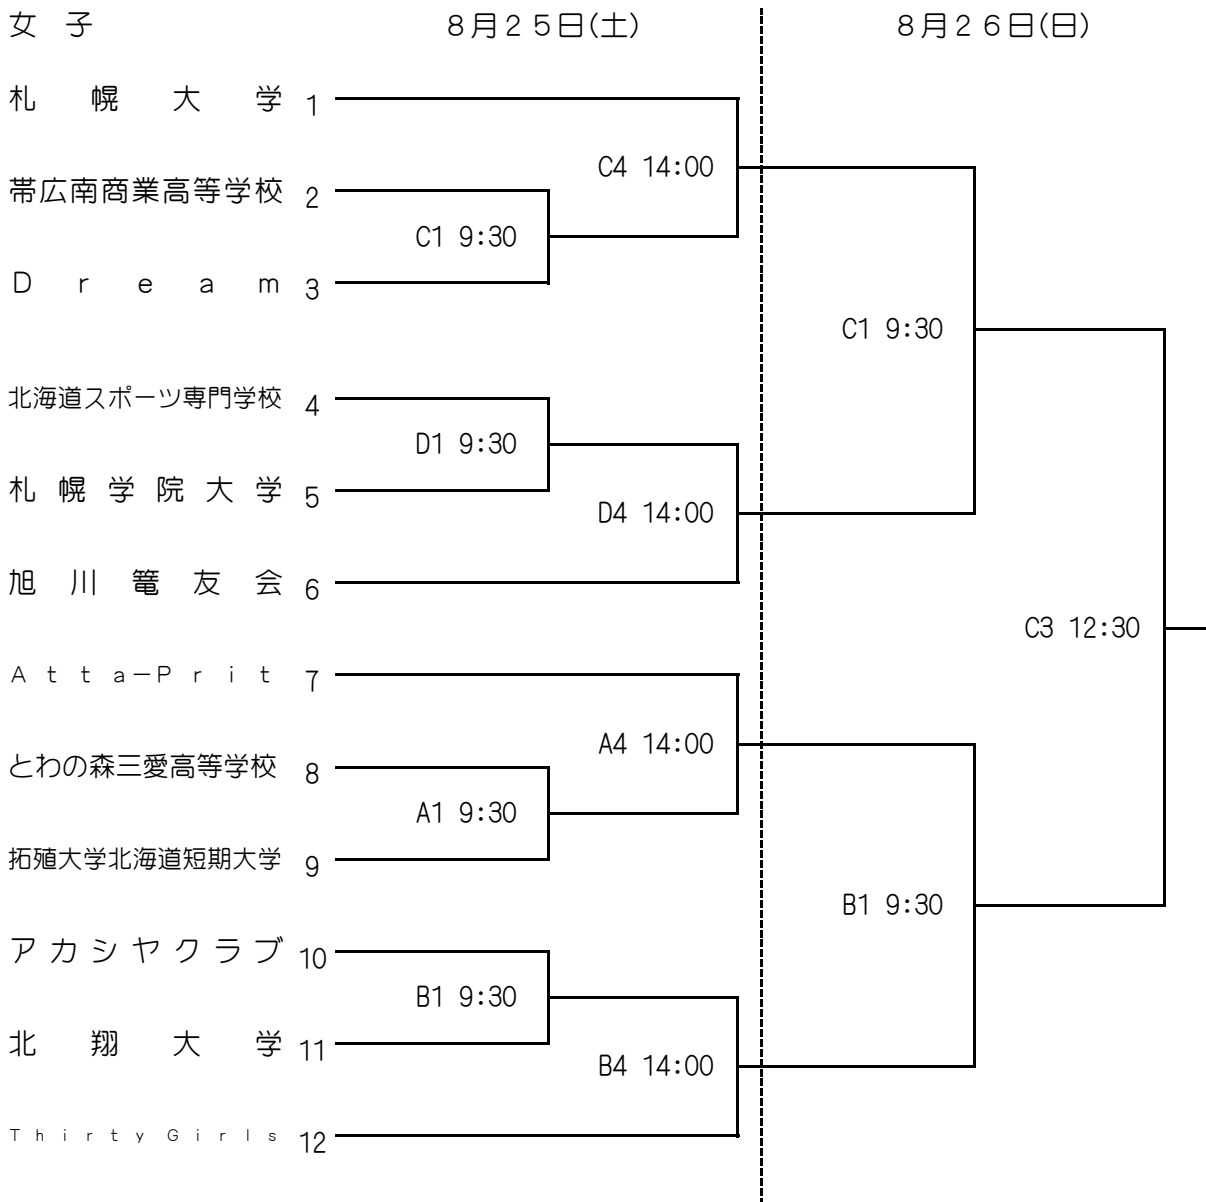 女子 8月25日(土) 8月26日(日)
札幌大学 1
C4 14:00
帯広南商業高等学校 2
C1 9:30
Dream 3
C1 9:30
北海道スポーツ専門学校 4
D1 9:30
札幌学院大学 5
D4 14:00
旭川篭友会 6
C3 12:30
Atta－Prit 7
A4 14:00
とわの森三愛高等学校 8
A1 9:30
拓殖大学北海道短期大学 9
B1 9:30
アカシヤクラブ 10
B1 9:30
北翔大学 11
B4 14:00
Thirty Girls 12